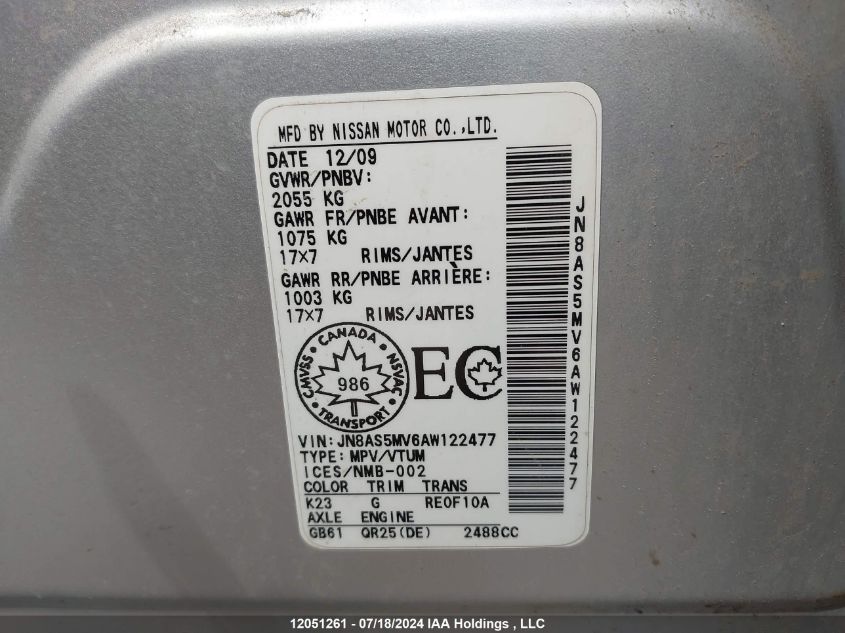 MFD BY NISSAN MOTOR CO.,LTD.
DATE 12/09
GVWR/PNBV:
2055 KG
GAWR FR/PNBE AVANT:
1075 KG
17X7 RIMS/JANTES
GAWR RR/PNBE ARRIÈRE:
1003 KG
17X7 RIMS/JANTES
CANADA
CMVSS NSVAC
986
TRANSPORT
EC
VIN:JN8AS5MV6AW122477
TYPE:MPV/VTUM
ICES/NMB-002
COLOR TRIM TRANS
K23 G RE0F10A
AXLE ENGINE
GB61 QR25(DE) 2488CC
JN8AS5MV6AW122477
12051261 - 07/18/2024 IAA Holdings , LLC